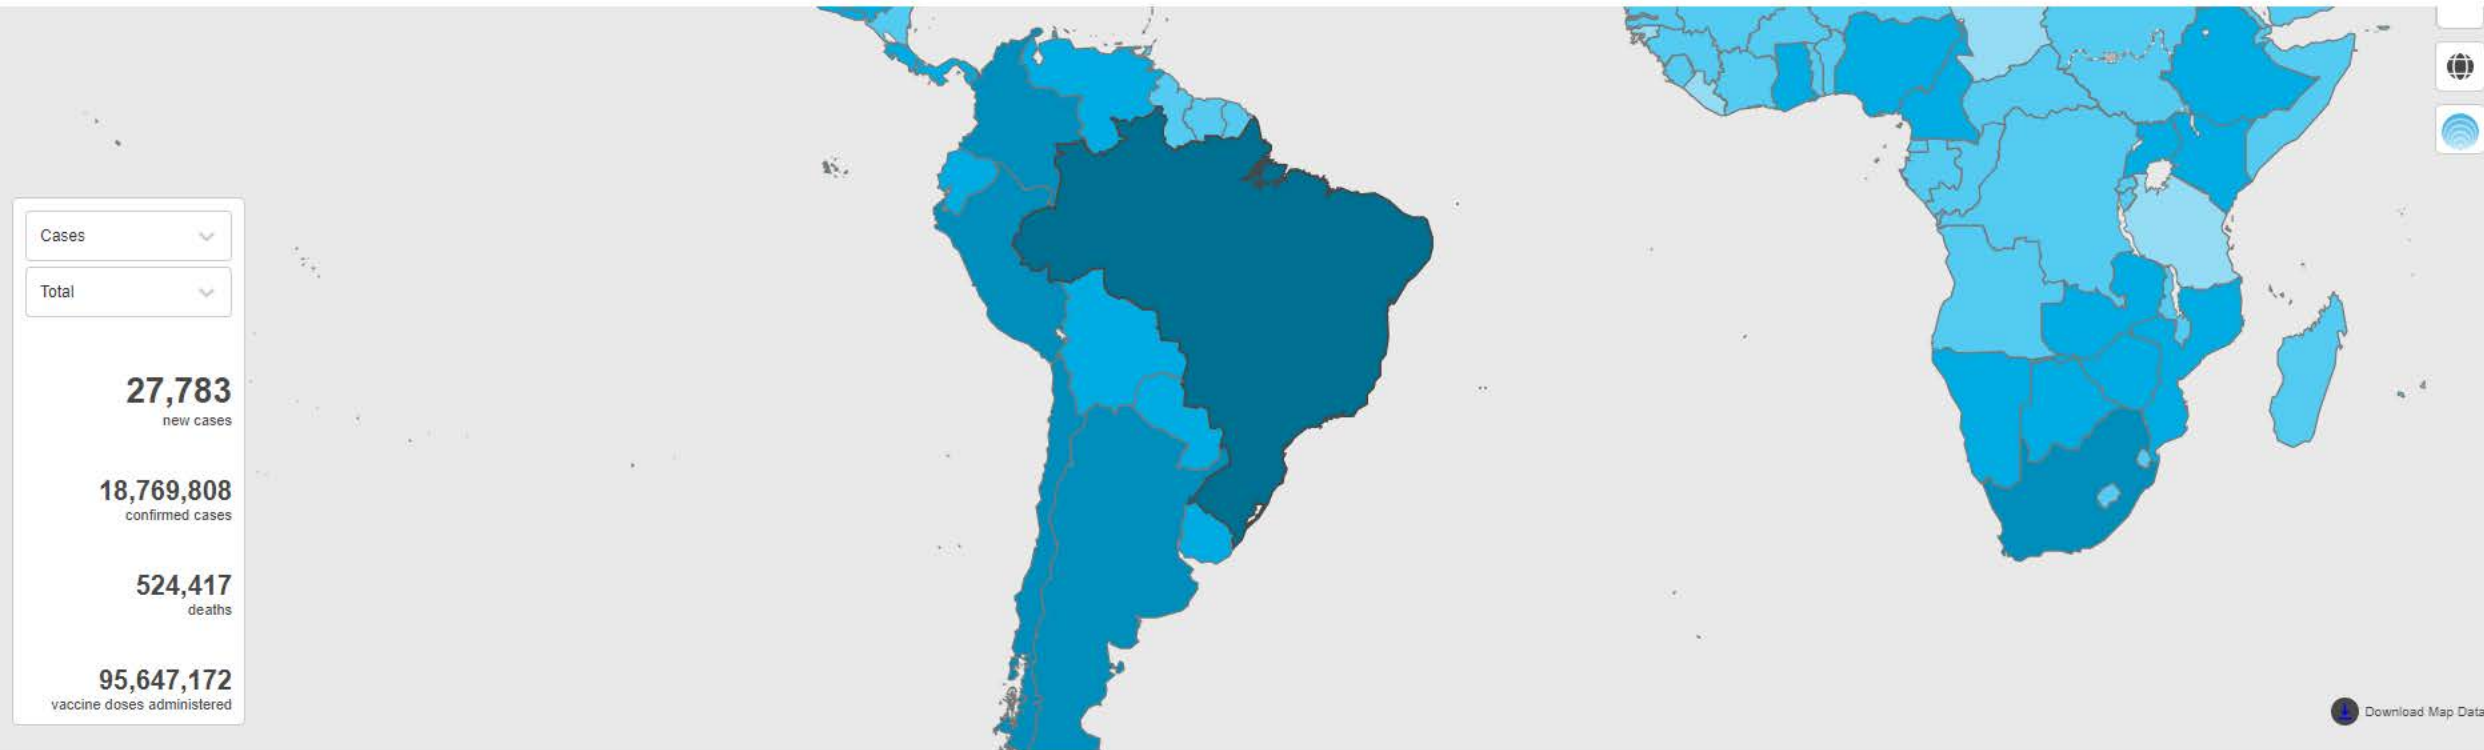 Cases
Total
27,783
new cases
18,769,808
confirmed cases
524,417
deaths
95,647,172
vaccine doses administered
Download Map Data